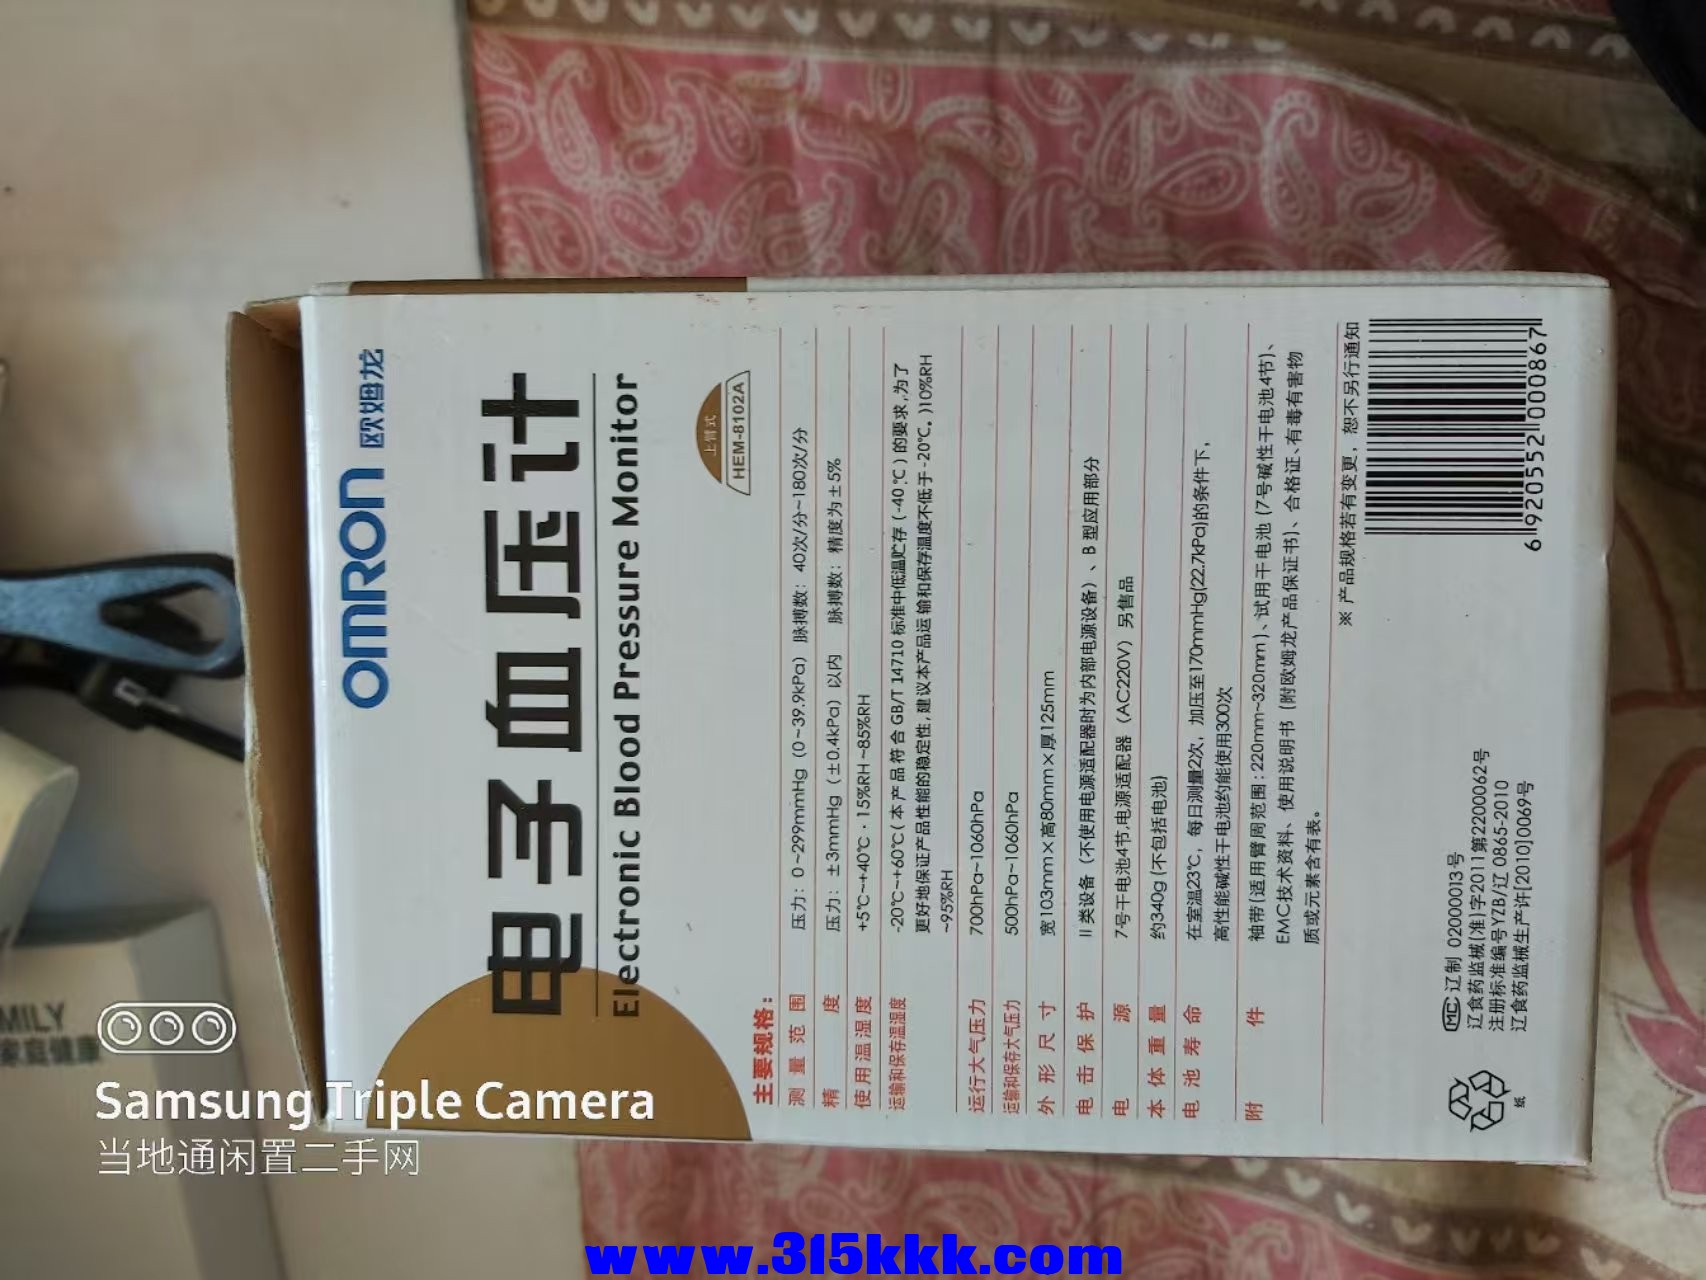 OMRON 欧姆龙
电子血压计
Electronic Blood Pressure Monitor
上臂式
HEM-8102A
主要规格：
测量范围 压力：0~299mmHg（0~39.9kPa） 脉搏数：40次/分~180次/分
精度 压力：±3mmHg（±0.4kPa）以内 脉搏数：精度为±5%
使用温湿度 +5℃~+40℃·15%RH~85%RH
运输和保存温湿度 -20℃~+60℃(本产品符合GB/T 14710 标准中低温贮存(-40℃)的要求,为了
更好地保证产品性能的稳定性,建议本产品运输和保存温度不低于-20℃。)10%RH
~95%RH
运行大气压力 700hPa~1060hPa
运输和保存大气压力 500hPa~1060hPa
外形尺寸 宽103mm×高80mm×厚125mm
电击保护 II类设备（不使用电源适配器时为内部电源设备）、B型应用部分
电源 7号干电池4节,电源适配器（AC220V）另售品
本体重量 约340g(不包括电池)
电池寿命 在室温23℃，每日测量2次，加压至170mmHg(22.7kPa)的条件下，
高性能碱性干电池约能使用300次
附件 袖带(适用臂周范围:220mm~320mm)、试用干电池（7号碱性干电池4节)、
EMC技术资料、使用说明书（附欧姆龙产品保证书)、合格证、有毒有害物
质或元素含有表。
※ 产品规格若有变更，恕不另行通知
MC 辽制 02000013号
辽食药监械(准)字2011第2200062号
注册标准编号YZB/辽 0865-2010
辽食药监械生产许[2010]0069号
纸
6 920552 000867
MILY
家庭健康
Samsung Triple Camera
当地通闲置二手网
www.315kkk.com